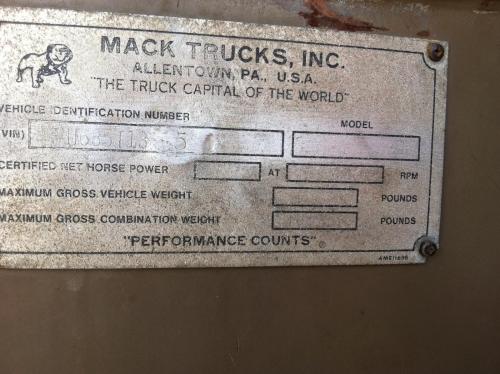 MACK TRUCKS, INC.
ALLENTOWN, PA., U.S.A.
"THE TRUCK CAPITAL OF THE WORLD"
VEHICLE IDENTIFICATION NUMBER
MODEL
(VIN)
CERTIFIED NET HORSE POWER AT RPM
MAXIMUM GROSS VEHICLE WEIGHT POUNDS
MAXIMUM GROSS COMBINATION WEIGHT POUNDS
"PERFORMANCE COUNTS"®